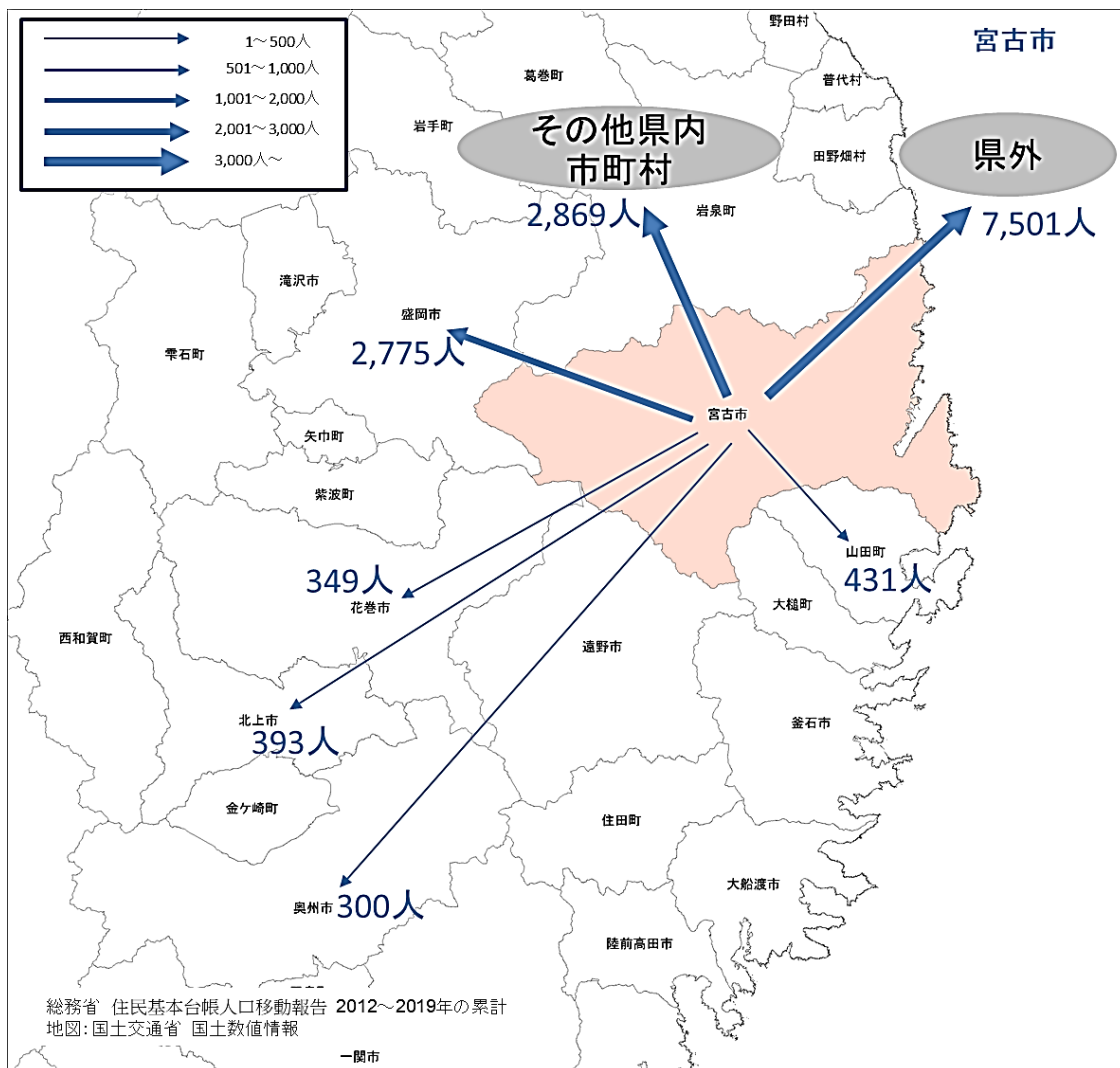 1～500人
501～1,000人
1,001～2,000人
2,001～3,000人
3,000人～
宮古市
野田村
葛巻町
普代村
岩手町
その他県内
市町村
県外
田野畑村
2,869人
岩泉町
7,501人
滝沢市
盛岡市
2,775人
雫石町
宮古市
矢巾町
紫波町
山田町
431人
349人
花巻市
大槌町
西和賀町
遠野市
北上市
393人
釜石市
金ケ崎町
住田町
大船渡市
奥州市
300人
陸前高田市
総務省 住民基本台帳人口移動報告 2012～2019年の累計
地図：国土交通省 国土数値情報
一関市